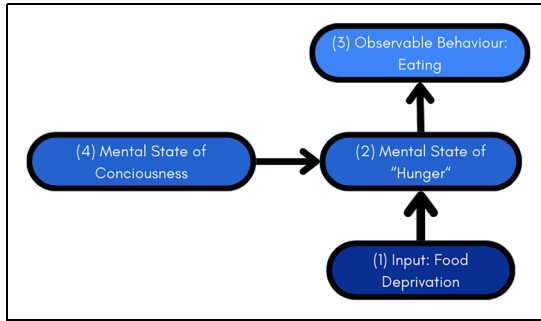 (3) Observable Behaviour:
Eating
(4) Mental State of
Conciousness
(2) Mental State of
“Hunger“
(1) Input: Food
Deprivation